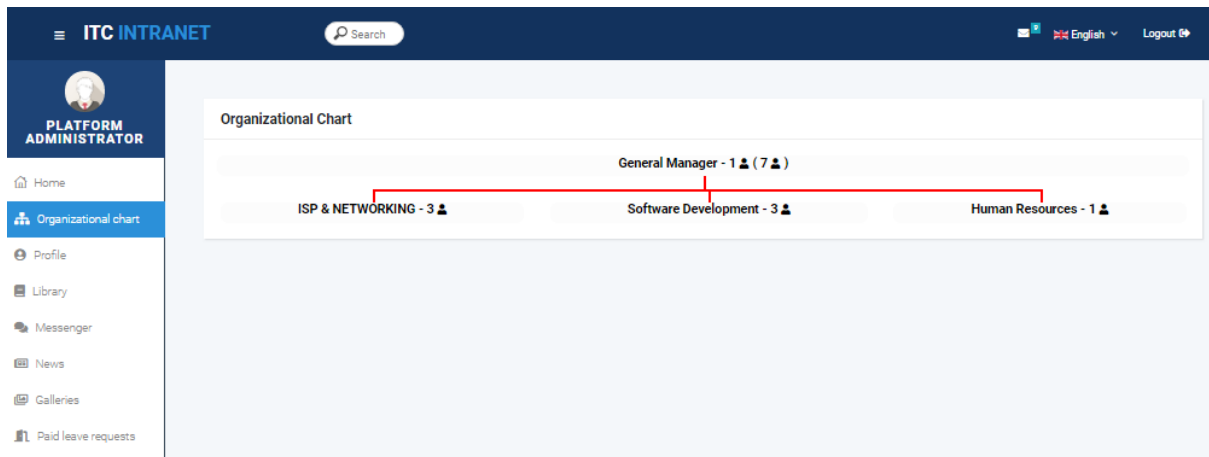 ITC INTRANET
Search
English
Logout
PLATFORM
ADMINISTRATOR
Home
Organizational chart
Profile
Library
Messenger
News
Galleries
Paid leave requests
Organizational Chart
General Manager - 1 ( 7 )
ISP & NETWORKING - 3
Software Development - 3
Human Resources - 1